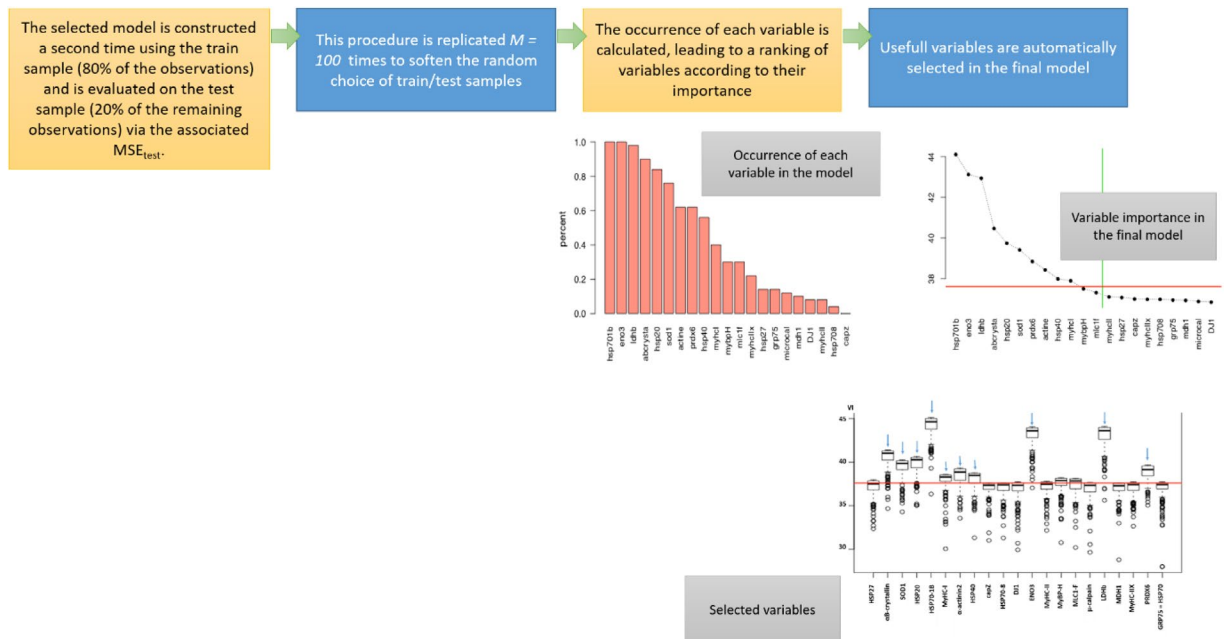 The selected model is constructed
a second time using the train
sample (80% of the observations)
and is evaluated on the test
sample (20% of the remaining
observations) via the associated
MSEtest.
This procedure is replicated M =
100 times to soften the random
choice of train/test samples
The occurrence of each variable is
calculated, leading to a ranking of
variables according to their
importance
Usefull variables are automatically
selected in the final model
Occurrence of each
variable in the model
percent
1.0
0.8
0.6
0.4
0.2
0.0
hsp701b
eno3
ldhb
abcrysta
hsp20
sod1
actine
prdx6
hsp40
myhcI
mybpH
mlc1f
myhcIIx
hsp27
grp75
microcal
mdh1
DJ1
myhcII
hsp708
capz
Variable importance in
the final model
44
42
40
38
hsp701b
eno3
ldhb
abcrysta
hsp20
sod1
prdx6
actine
hsp40
myhcI
mybpH
mlc1f
myhcII
hsp27
capz
myhcIIx
hsp708
grp75
mdh1
microcal
DJ1
VI
45
40
35
30
HSP27
αB-crystallin
SOD1
HSP20
HSP70-1B
MyHC-I
α-actinin2
HSP40
capZ
HSP70-8
DJ1
ENO3
MyHC-II
MyBP-H
MLC1-F
μ-calpain
LDHb
MDH1
MyHC-IIX
PRDX6
GRP75 = HSP70
Selected variables